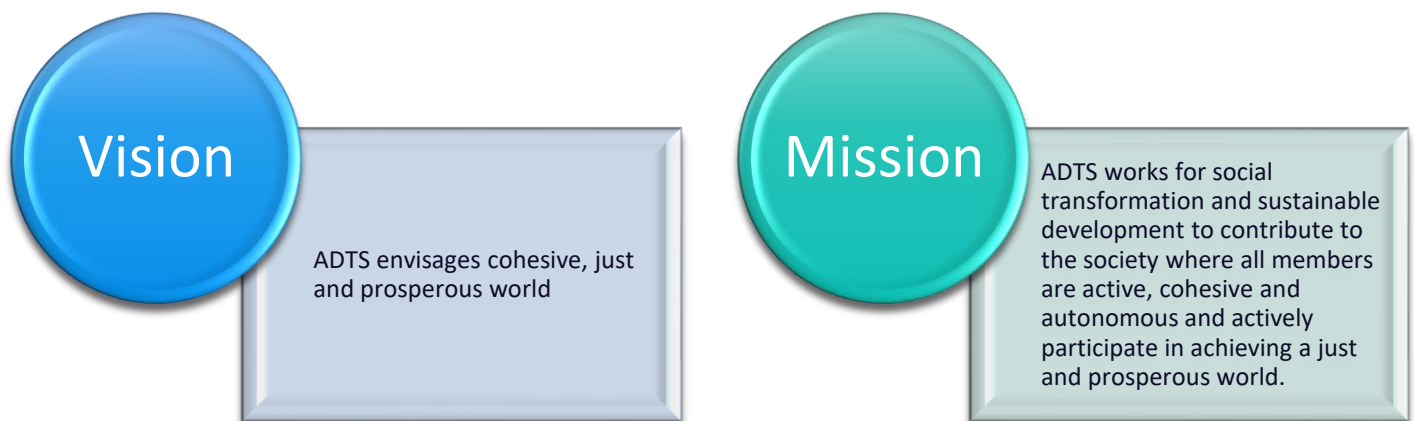 Vision
ADTS envisages cohesive, just
and prosperous world
Mission
ADTS works for social
transformation and sustainable
development to contribute to
the society where all members
are active, cohesive and
autonomous and actively
participate in achieving a just
and prosperous world.